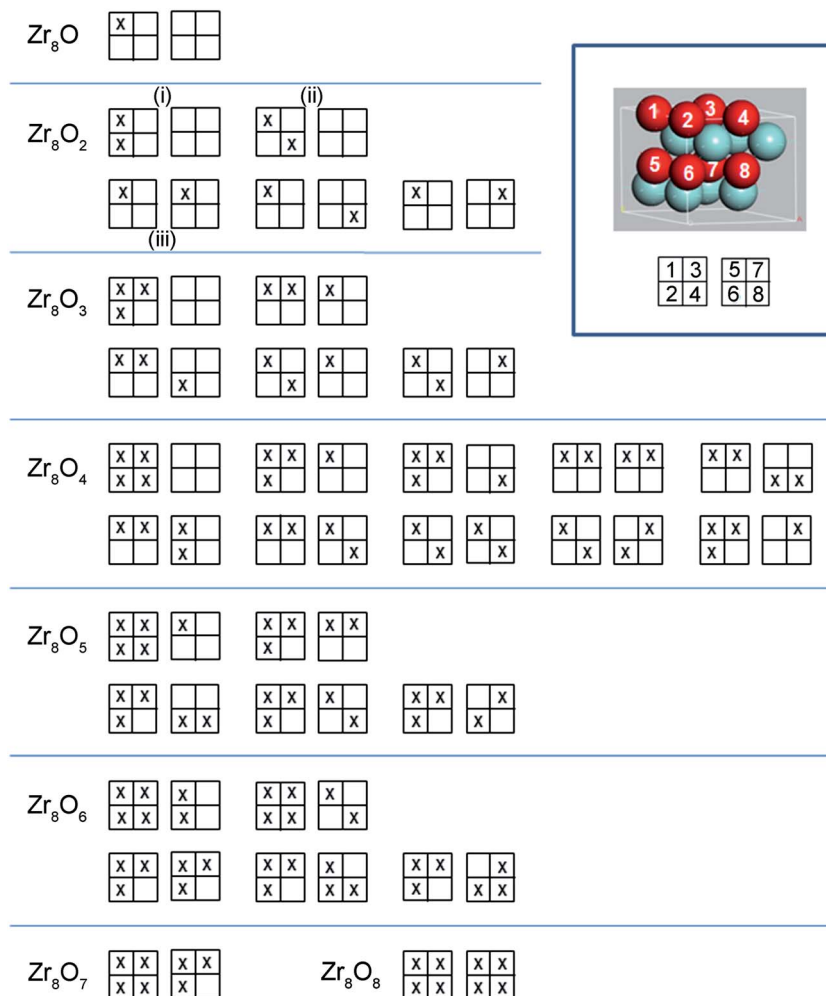 Zr₈O X
(i) (ii)
Zr₈O₂ X X
X X
X X X X X
X
(iii)
Zr₈O₃ X X X X X
X
X X X X X X
X X X
Zr₈O₄ X X X X X X X X X X X X X
X X X X X X X
X X X X X X X X X X X X X
X X X X X X X X
Zr₈O₅ X X X X X X X
X X X
X X X X X X X X
X X X X X X X
Zr₈O₆ X X X X X X
X X X X X X
X X X X X X X X X X
X X X X X X X X
Zr₈O₇ X X X X Zr₈O₈ X X X X
X X X X X X X
1 2 3 4
5 6 7 8
1 3 5 7
2 4 6 8
A